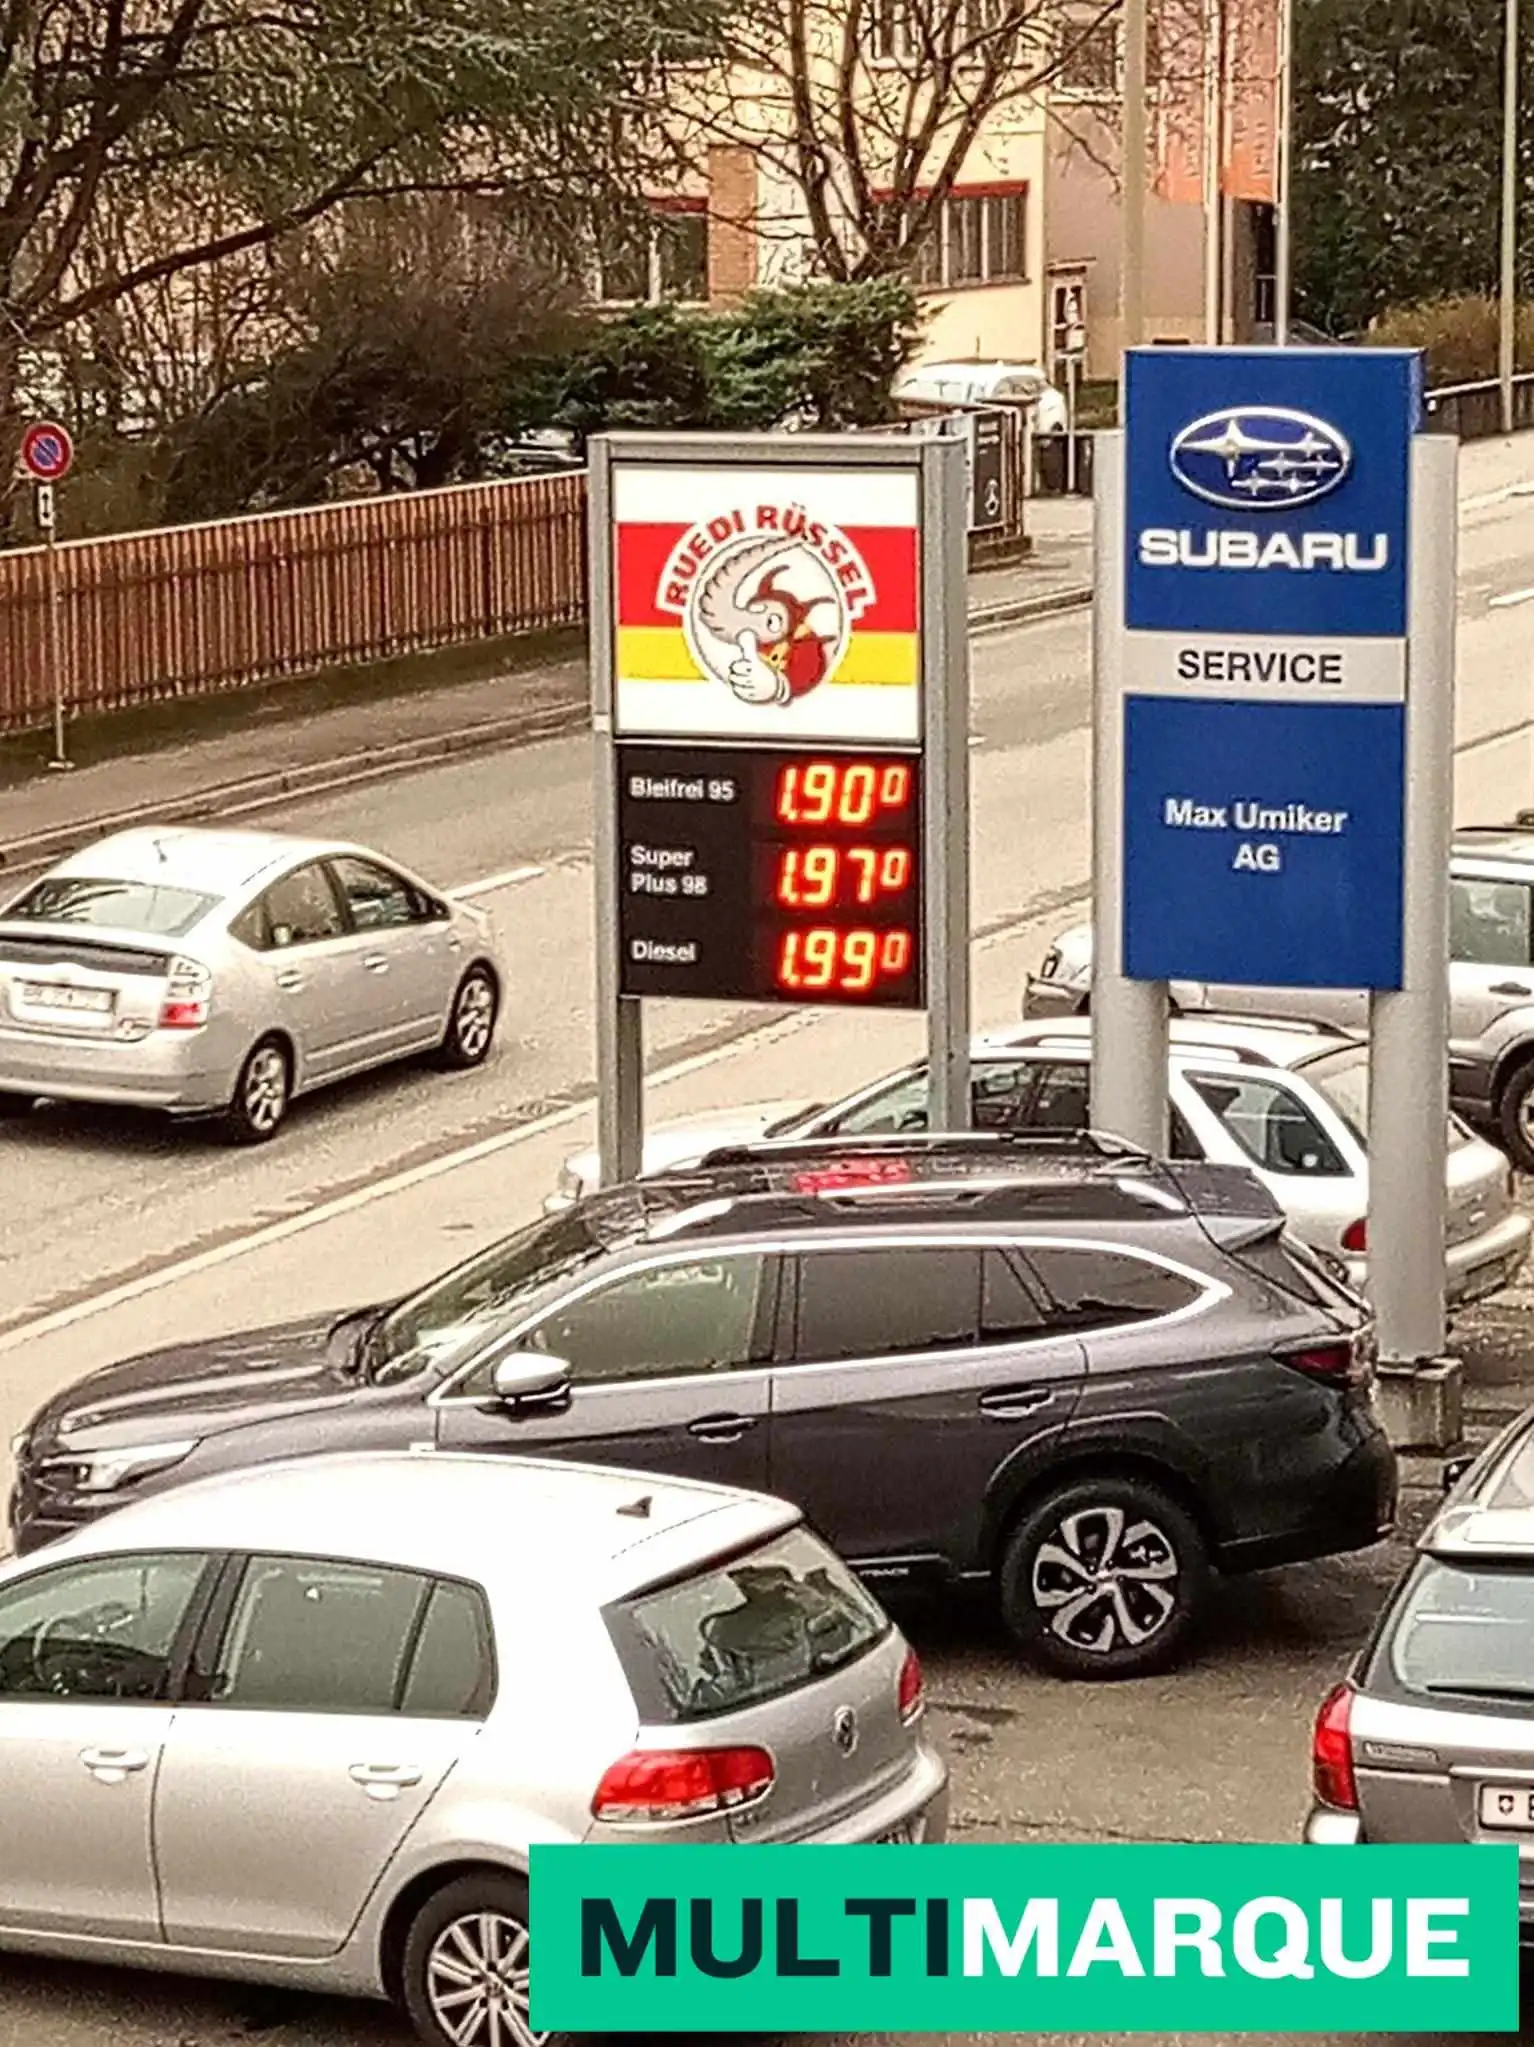 RUEDI RÜSSEL
Bleifrei 95 1.90⁰
Super
Plus 98 1.97⁰
Diesel 1.99⁰
SUBARU
SERVICE
Max Umiker
AG
MULTIMARQUE